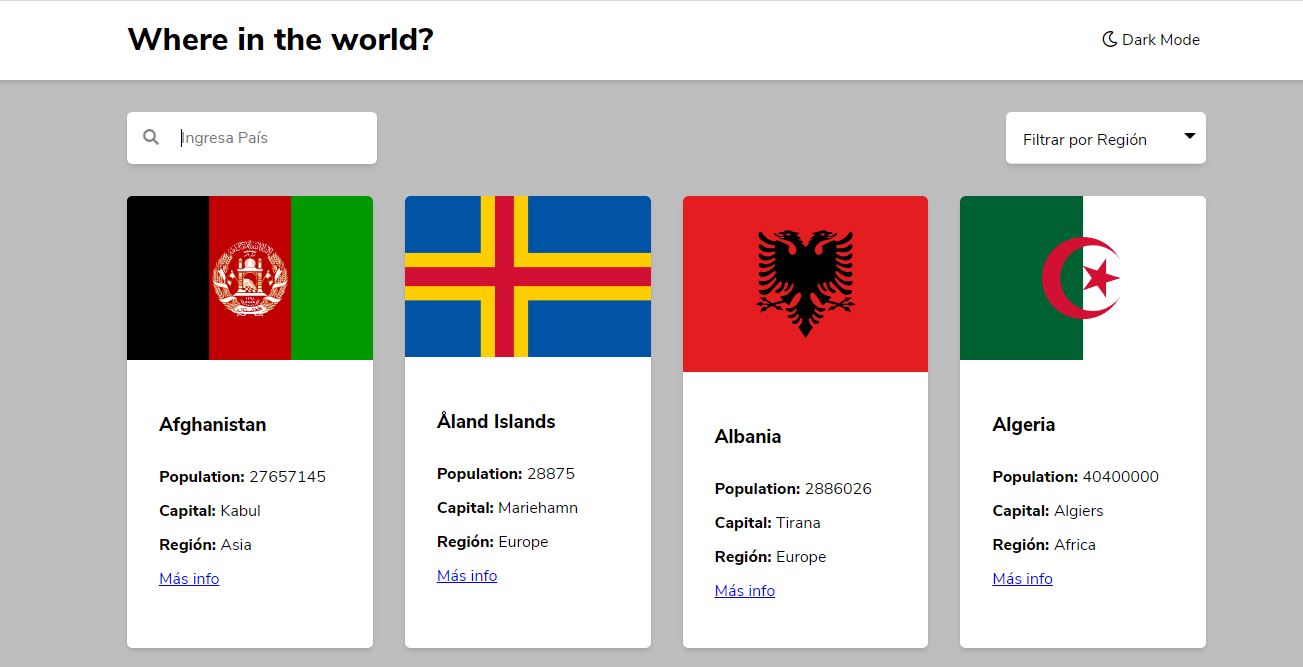 Where in the world?
Dark Mode
Ingresa País
Filtrar por Región
Afghanistan
Population: 27657145
Capital: Kabul
Región: Asia
Más info
Åland Islands
Population: 28875
Capital: Mariehamn
Región: Europe
Más info
Albania
Population: 2886026
Capital: Tirana
Región: Europe
Más info
Algeria
Population: 40400000
Capital: Algiers
Región: Africa
Más info